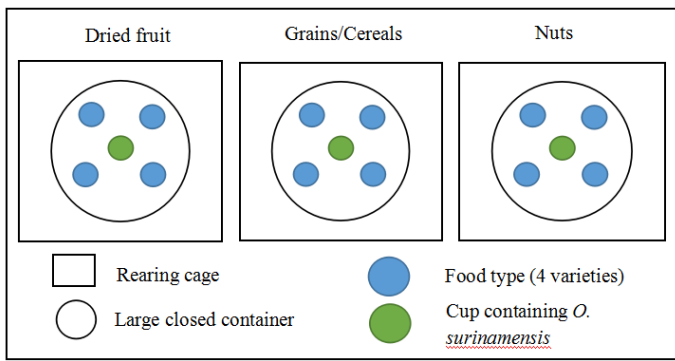 Dried fruit
Grains/Cereals
Nuts
Rearing cage
Food type (4 varieties)
Large closed container
Cup containing O.
surinamensis